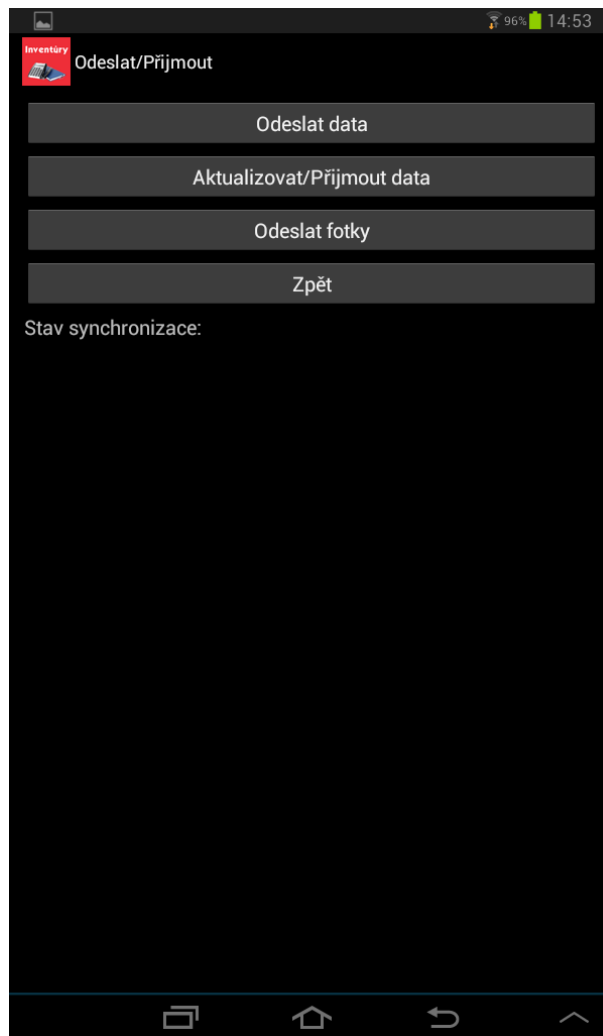 96% 14:53
Inventúry
Odeslat/Přijmout
Odeslat data
Aktualizovat/Přijmout data
Odeslat fotky
Zpět
Stav synchronizace: